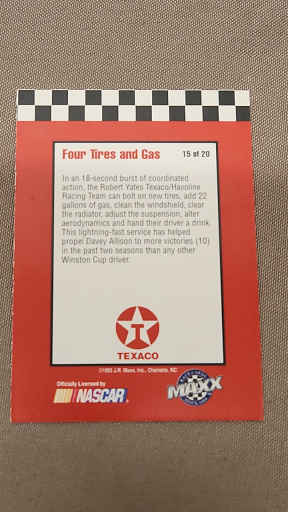 Four Tires and Gas 15 of 20
In an 18-second burst of coordinated
action, the Robert Yates Texaco/Havoline
Racing Team can bolt on new tires, add 22
gallons of gas, clean the windshield, clear
the radiator, adjust the suspension, alter
aerodynamics and hand their driver a drink.
This lightning-fast service has helped
propel Davey Allison to more victories (10)
in the past two seasons than any other
Winston Cup driver.
T
TEXACO
J.R. Maxx, Inc., Charlotte, NC
Officially Licensed by
NASCAR
MAXX